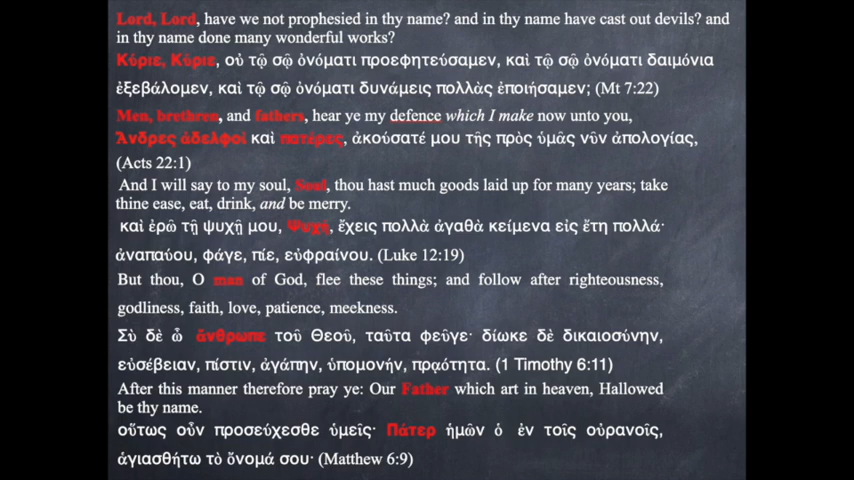 Lord, Lord, have we not prophesied in thy name? and in thy name have cast out devils? and
in thy name done many wonderful works?
Κύριε, Κύριε, οὐ τῷ σῷ ὀνόματι προεφητεύσαμεν, καὶ τῷ σῷ ὀνόματι δαιμόνια
ἐξεβάλομεν, καὶ τῷ σῷ ὀνόματι δυνάμεις πολλὰς ἐποιήσαμεν; (Mt 7:22)
Men, brethren, and fathers, hear ye my defence which I make now unto you,
Ἄνδρες ἀδελφοὶ καὶ πατέρες, ἀκούσατέ μου τῆς πρὸς ὑμᾶς νῦν ἀπολογίας,
(Acts 22:1)
And I will say to my soul, Soul, thou hast much goods laid up for many years; take
thine ease, eat, drink, and be merry.
καὶ ἐρῶ τῇ ψυχῇ μου, Ψυχή, ἔχεις πολλὰ ἀγαθὰ κείμενα εἰς ἔτη πολλά·
ἀναπαύου, φάγε, πίε, εὐφραίνου. (Luke 12:19)
But thou, O man of God, flee these things; and follow after righteousness,
godliness, faith, love, patience, meekness.
Σὺ δὲ ὦ ἄνθρωπε τοῦ Θεοῦ, ταῦτα φεῦγε· δίωκε δὲ δικαιοσύνην,
εὐσέβειαν, πίστιν, ἀγάπην, ὑπομονήν, πρᾳότητα. (1 Timothy 6:11)
After this manner therefore pray ye: Our Father which art in heaven, Hallowed
be thy name.
οὕτως οὖν προσεύχεσθε ὑμεῖς· Πάτερ ἡμῶν ὁ ἐν τοῖς οὐρανοῖς,
ἁγιασθήτω τὸ ὄνομά σου· (Matthew 6:9)